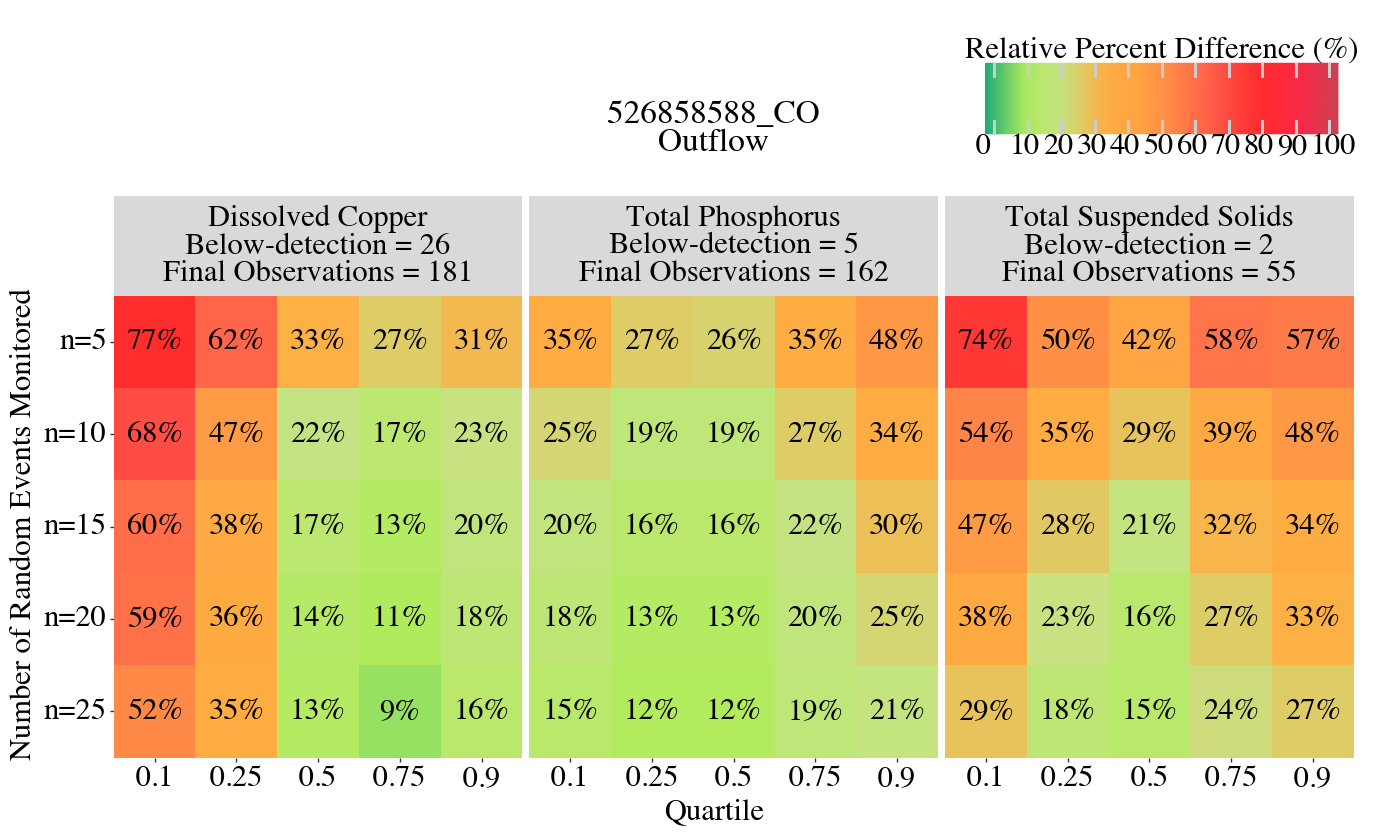 Relative Percent Difference (%)
0 10 20 30 40 50 60 70 80 90 100
526858588_CO
Outflow
Dissolved Copper
Below-detection = 26
Final Observations = 181
Total Phosphorus
Below-detection = 5
Final Observations = 162
Total Suspended Solids
Below-detection = 2
Final Observations = 55
Number of Random Events Monitored
n=5 77% 62% 33% 27% 31% 35% 27% 26% 35% 48% 74% 50% 42% 58% 57%
n=10 68% 47% 22% 17% 23% 25% 19% 19% 27% 34% 54% 35% 29% 39% 48%
n=15 60% 38% 17% 13% 20% 20% 16% 16% 22% 30% 47% 28% 21% 32% 34%
n=20 59% 36% 14% 11% 18% 18% 13% 13% 20% 25% 38% 23% 16% 27% 33%
n=25 52% 35% 13% 9% 16% 15% 12% 12% 19% 21% 29% 18% 15% 24% 27%
0.1 0.25 0.5 0.75 0.9 0.1 0.25 0.5 0.75 0.9 0.1 0.25 0.5 0.75 0.9
Quartile